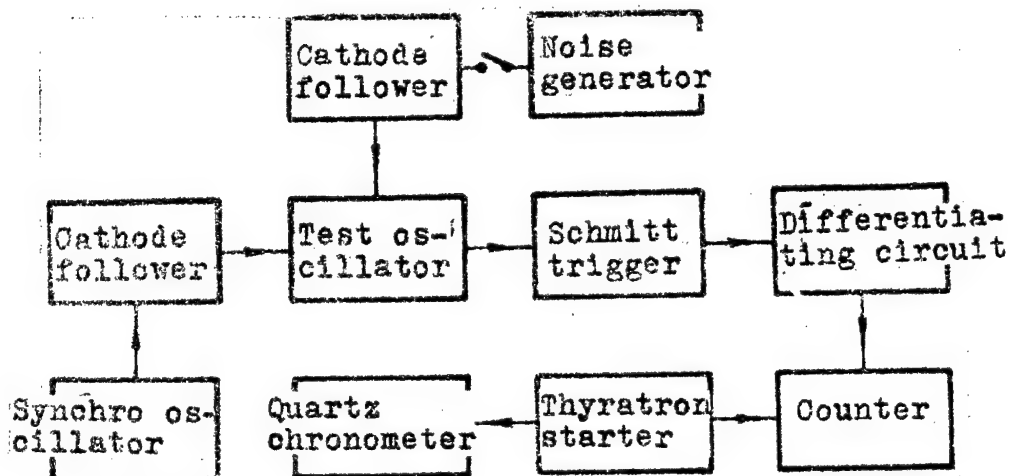 Cathode
follower
Noise
generator
Cathode
follower
Test os-
cillator
Schmitt
trigger
Differentia-
ting circuit
Synchro os-
cillator
Quartz
chronometer
Thyratron
starter
Counter